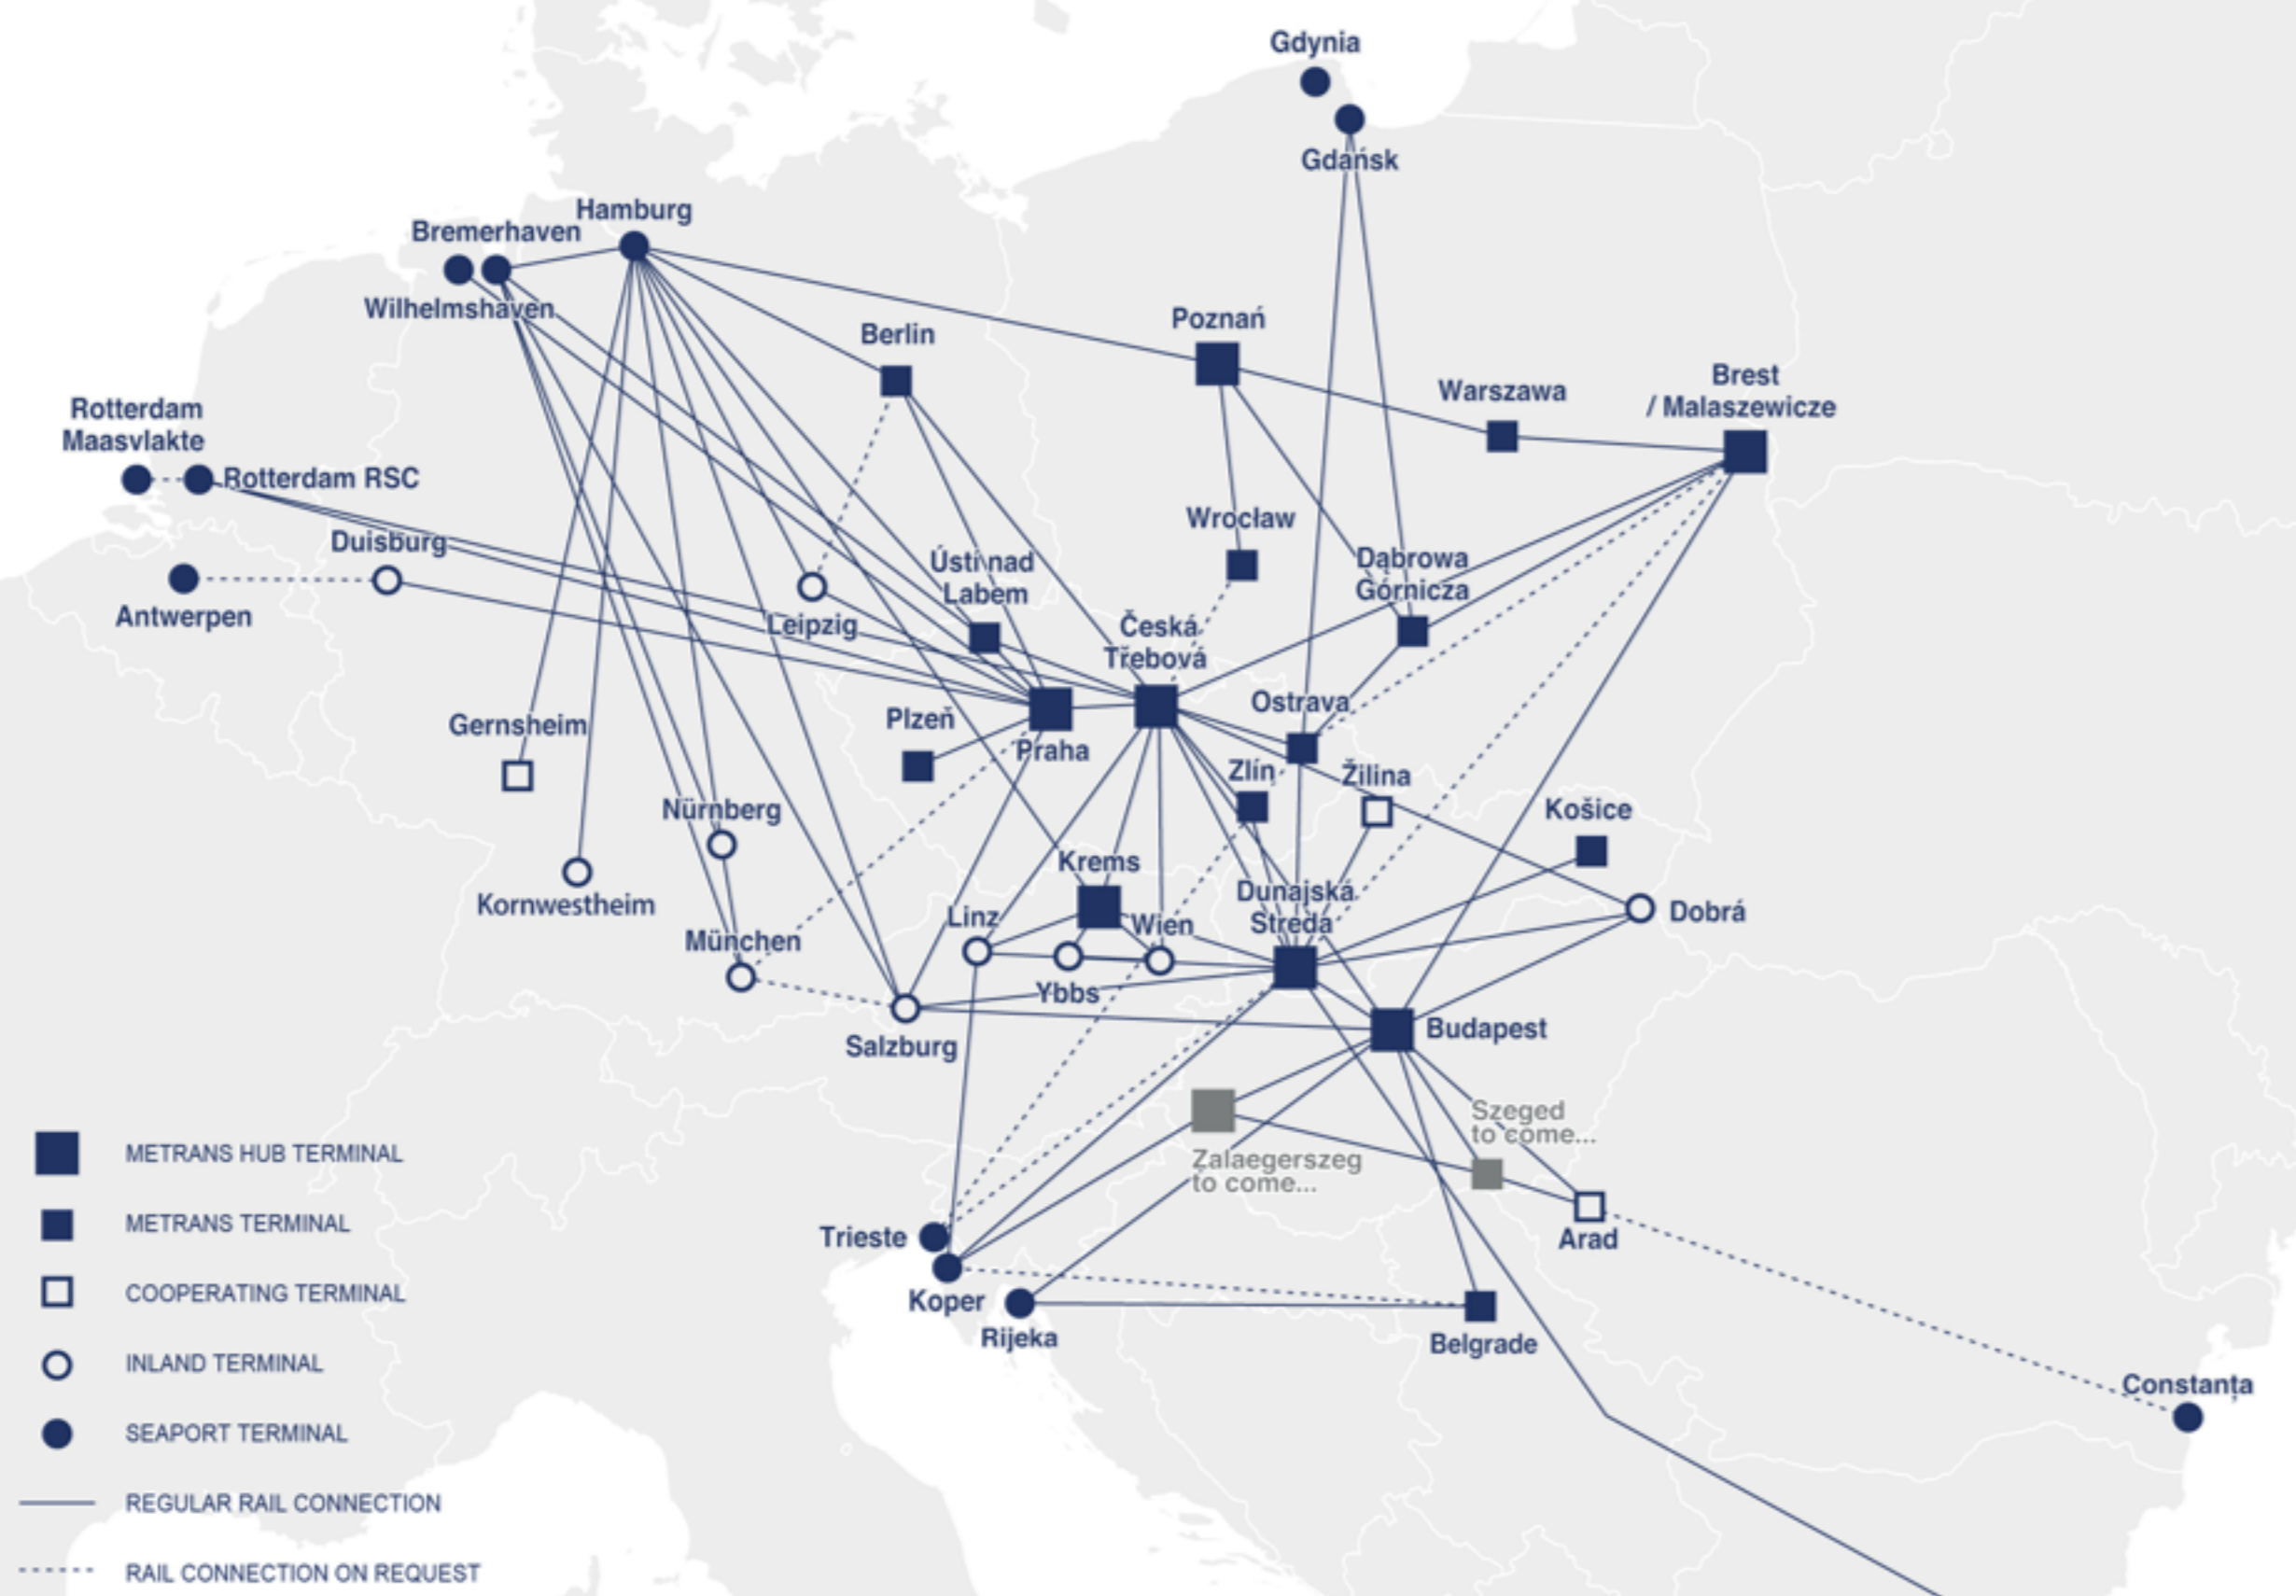 Gdynia
Gdańsk
Hamburg
Bremerhaven
Wilhelmshaven
Berlin
Poznań
Warszawa
Brest
/ Malaszewicze
Rotterdam
Maasvlakte
Rotterdam RSC
Duisburg
Antwerpen
Wrocław
Dąbrowa
Górnicza
Ústí nad
Labem
Leipzig
Česká
Třebová
Ostrava
Plzeň
Praha
Gernsheim
Zlín
Žilina
Nürnberg
Košice
Krems
Kornwestheim
Dunajská
Streda
Linz
Wien
Dobrá
München
Ybbs
Salzburg
Budapest
Szeged
to come...
Zalaegerszeg
to come...
Trieste
Arad
Koper
Rijeka
Belgrade
Constanța
METRANS HUB TERMINAL
METRANS TERMINAL
COOPERATING TERMINAL
INLAND TERMINAL
SEAPORT TERMINAL
REGULAR RAIL CONNECTION
RAIL CONNECTION ON REQUEST